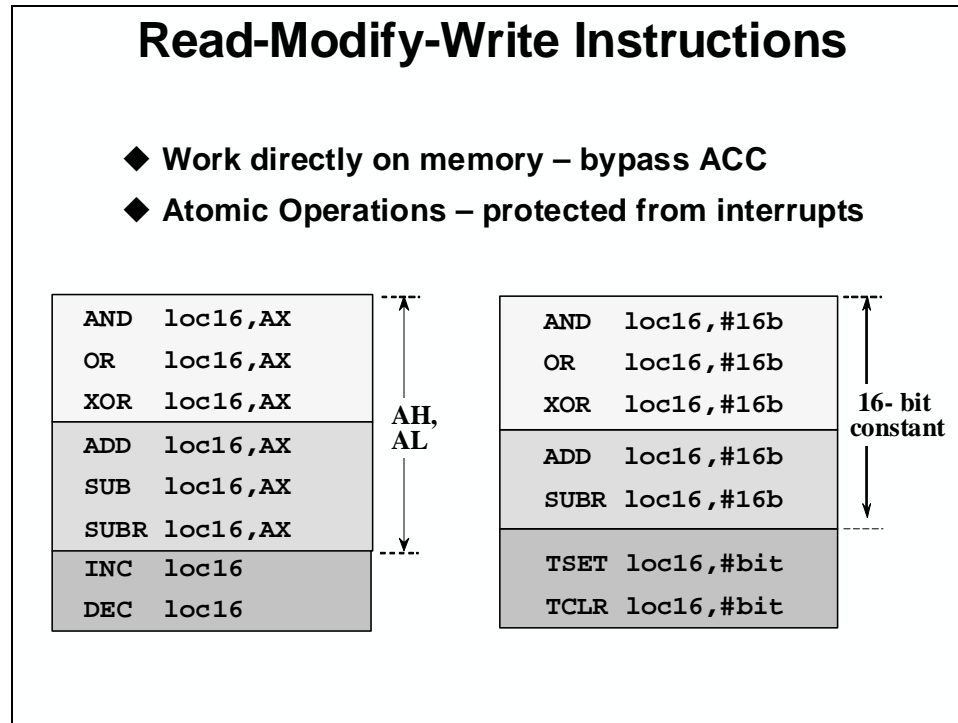 Read-Modify-Write Instructions
◆ Work directly on memory – bypass ACC
◆ Atomic Operations – protected from interrupts
AND loc16,AX
OR loc16,AX
XOR loc16,AX
ADD loc16,AX
SUB loc16,AX
SUBR loc16,AX
INC loc16
DEC loc16
AH,
AL
AND loc16,#16b
OR loc16,#16b
XOR loc16,#16b
ADD loc16,#16b
SUBR loc16,#16b
TSET loc16,#bit
TCLR loc16,#bit
16- bit
constant